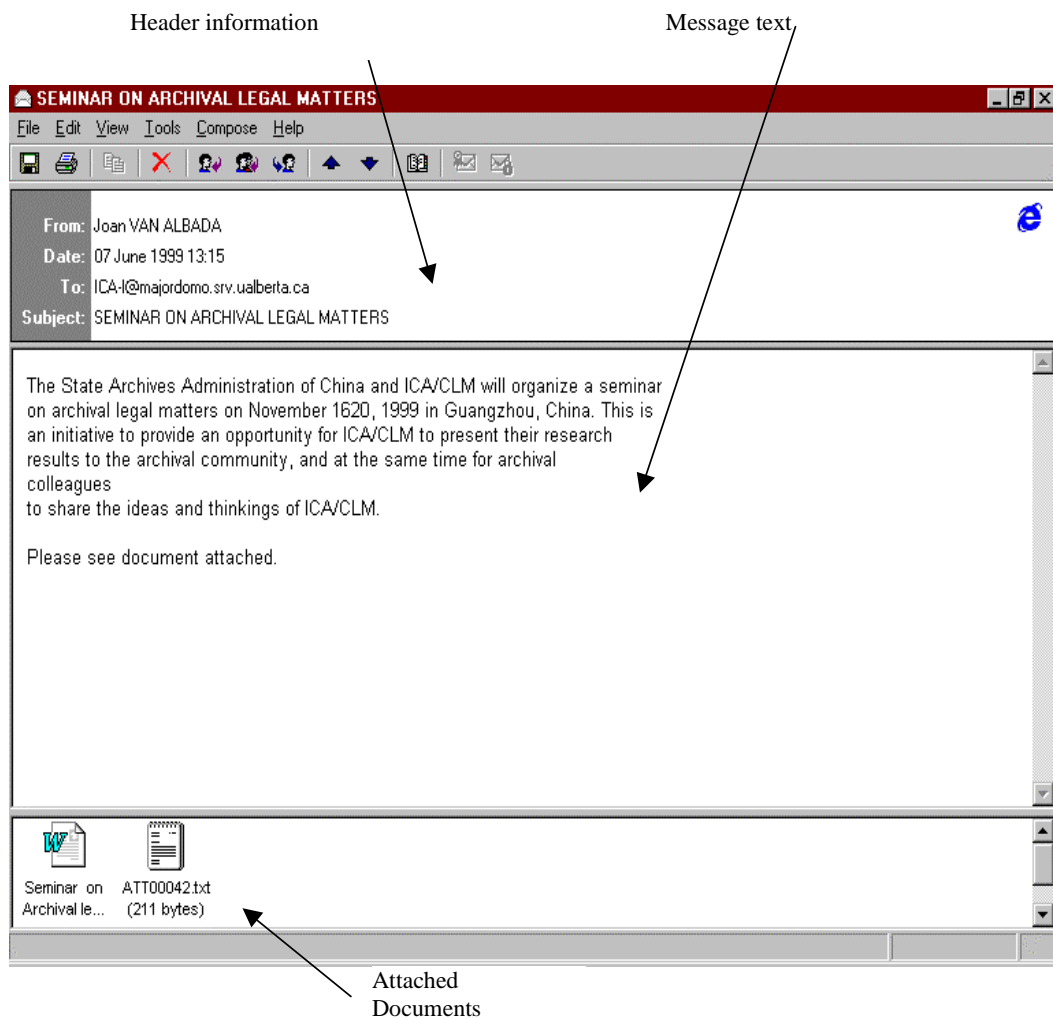 Header information
Message text
SEMINAR ON ARCHIVAL LEGAL MATTERS
File Edit View Tools Compose Help
From: Joan VAN ALBADA
Date: 07 June 1999 13:15
To: ICA-l@majordomo.srv.ualberta.ca
Subject: SEMINAR ON ARCHIVAL LEGAL MATTERS
The State Archives Administration of China and ICA/CLM will organize a seminar
on archival legal matters on November 1620, 1999 in Guangzhou, China. This is
an initiative to provide an opportunity for ICA/CLM to present their research
results to the archival community, and at the same time for archival
colleagues
to share the ideas and thinkings of ICA/CLM.
Please see document attached.
Seminar on
Archival le...
ATT00042.txt
(211 bytes)
Attached
Documents